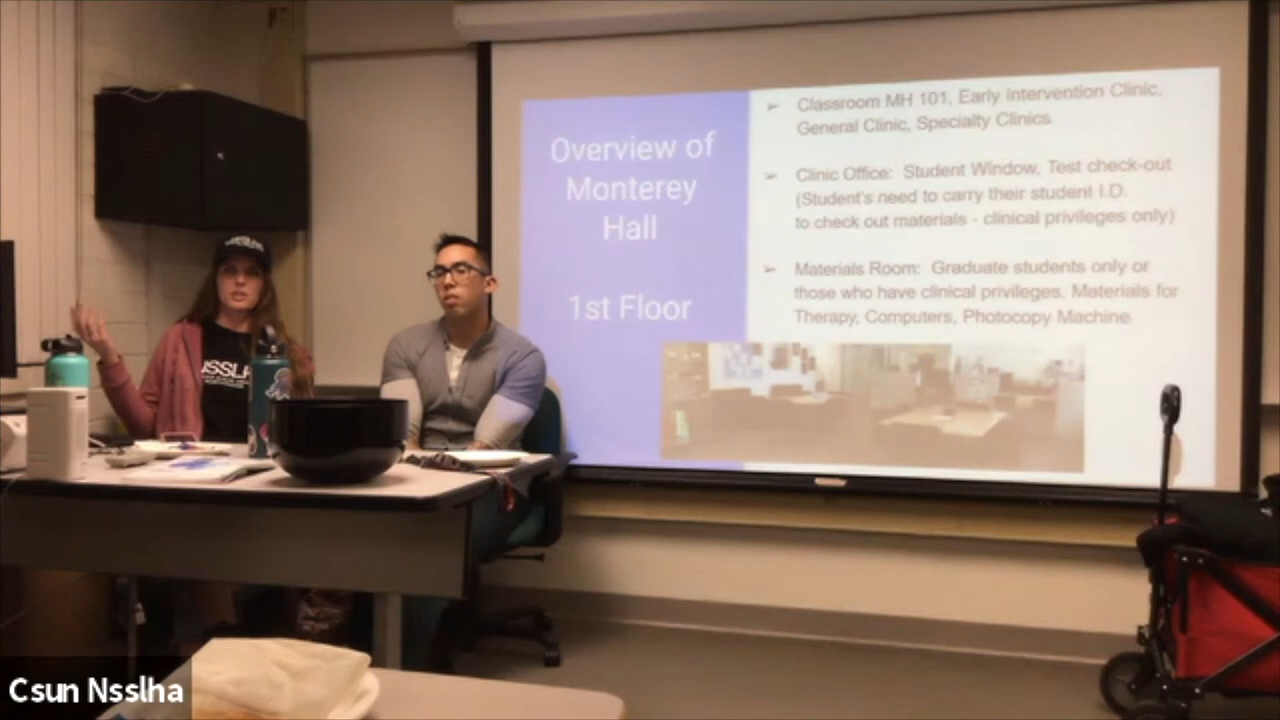 Overview of
Monterey
Hall
1st Floor
➢ Classroom MH 101, Early Intervention Clinic,
General Clinic, Specialty Clinics
➢ Clinic Office: Student Window, Test check-out
(Student's need to carry their student I.D.
to check out materials - clinical privileges only)
➢ Materials Room: Graduate students only or
those who have clinical privileges. Materials for
Therapy, Computers, Photocopy Machine
Csun Nsslha